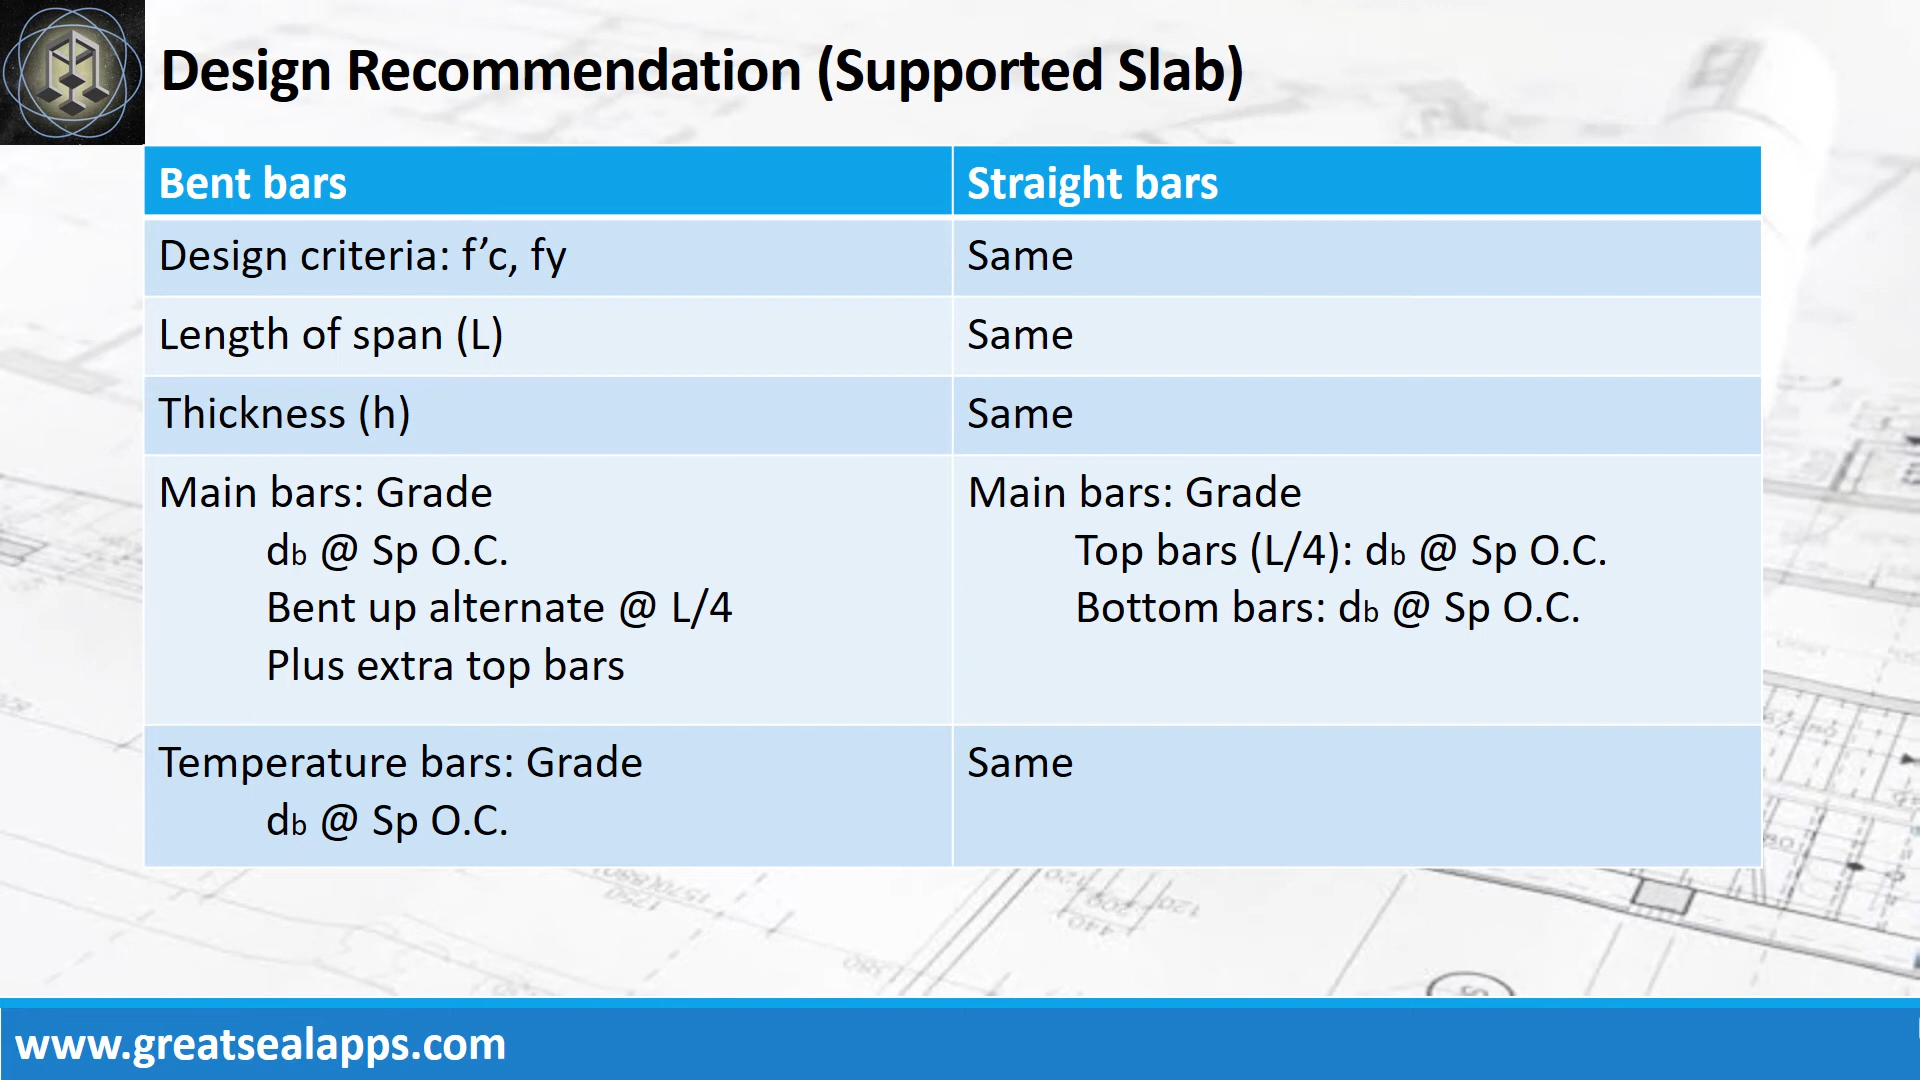 Design Recommendation (Supported Slab)
Bent bars
Straight bars
Design criteria: f’c, fy
Same
Length of span (L)
Same
Thickness (h)
Same
Main bars: Grade
db @ Sp O.C.
Bent up alternate @ L/4
Plus extra top bars
Main bars: Grade
Top bars (L/4): db @ Sp O.C.
Bottom bars: db @ Sp O.C.
Temperature bars: Grade
db @ Sp O.C.
Same
www.greatsealapps.com